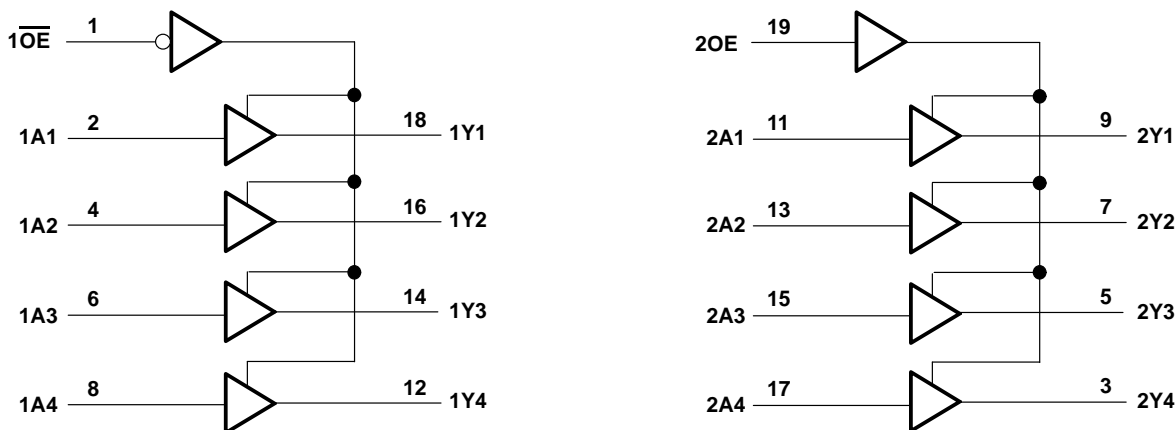 1O̅E̅ 1
1A1 2 18 1Y1
1A2 4 16 1Y2
1A3 6 14 1Y3
1A4 8 12 1Y4
2OE 19
2A1 11 9 2Y1
2A2 13 7 2Y2
2A3 15 5 2Y3
2A4 17 3 2Y4